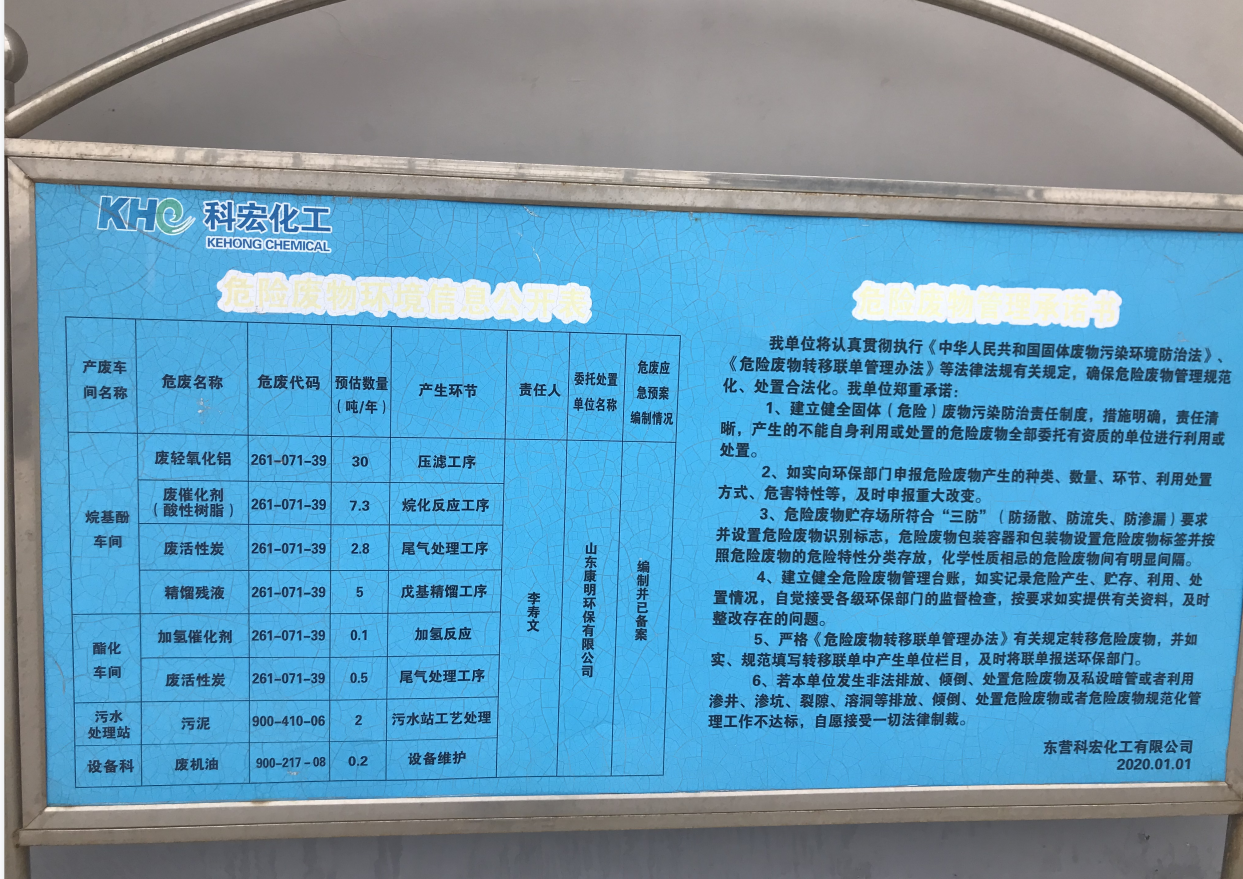 KHC 科宏化工
KEHONG CHEMICAL
危险废物环境信息公开表
产废车间名称 危废名称 危废代码 预估数量（吨/年） 产生环节 责任人 委托处置单位名称 危废应急预案编制情况
烷基酚车间 废轻氧化铝 261-071-39 30 压滤工序 李寿文 山东康明环保有限公司 编制并已备案
废催化剂（酸性树脂） 261-071-39 7.3 烷化反应工序
废活性炭 261-071-39 2.8 尾气处理工序
精馏残液 261-071-39 5 戊基精馏工序
酯化车间 加氢催化剂 261-071-39 0.1 加氢反应
废活性炭 261-071-39 0.5 尾气处理工序
污水处理站 污泥 900-410-06 2 污水站工艺处理
设备科 废机油 900-217-08 0.2 设备维护
危险废物管理承诺书
我单位将认真贯彻执行《中华人民共和国固体废物污染环境防治法》、
《危险废物转移联单管理办法》等法律法规有关规定，确保危险废物管理规范
化、处置合法化。我单位郑重承诺：
1、建立健全固体（危险）废物污染防治责任制度，措施明确，责任清
晰，产生的不能自身利用或处置的危险废物全部委托有资质的单位进行利用或
处置。
2、如实向环保部门申报危险废物产生的种类、数量、环节、利用处置
方式、危害特性等，及时申报重大改变。
3、危险废物贮存场所符合“三防”（防扬散、防流失、防渗漏）要求
并设置危险废物识别标志，危险废物包装容器和包装物设置危险废物标签并按
照危险废物的危险特性分类存放，化学性质相忌的危险废物间有明显间隔。
4、建立健全危险废物管理台账，如实记录危险产生、贮存、利用、处
置情况，自觉接受各级环保部门的监督检查，按要求如实提供有关资料，及时
整改存在的问题。
5、严格《危险废物转移联单管理办法》有关规定转移危险废物，并如
实、规范填写转移联单中产生单位栏目，及时将联单报送环保部门。
6、若本单位发生非法排放、倾倒、处置危险废物及私设暗管或者利用
渗井、渗坑、裂隙、溶洞等排放、倾倒、处置危险废物或者危险废物规范化管
理工作不达标，自愿接受一切法律制裁。
东营科宏化工有限公司
2020.01.01